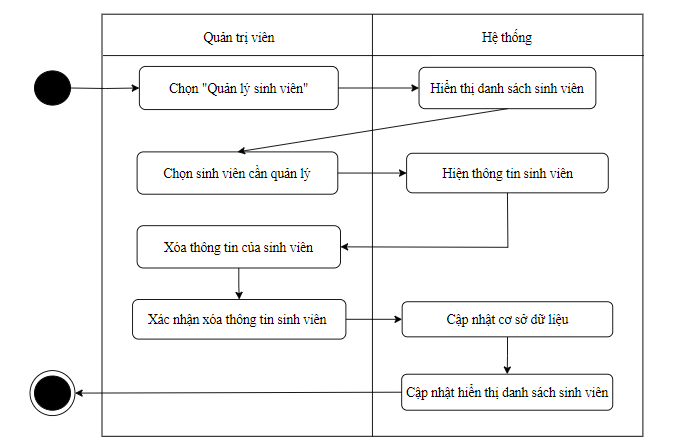 Quản trị viên
Hệ thống
Chọn "Quản lý sinh viên"
Hiển thị danh sách sinh viên
Chọn sinh viên cần quản lý
Hiện thông tin sinh viên
Xóa thông tin của sinh viên
Xác nhận xóa thông tin sinh viên
Cập nhật cơ sở dữ liệu
Cập nhật hiển thị danh sách sinh viên